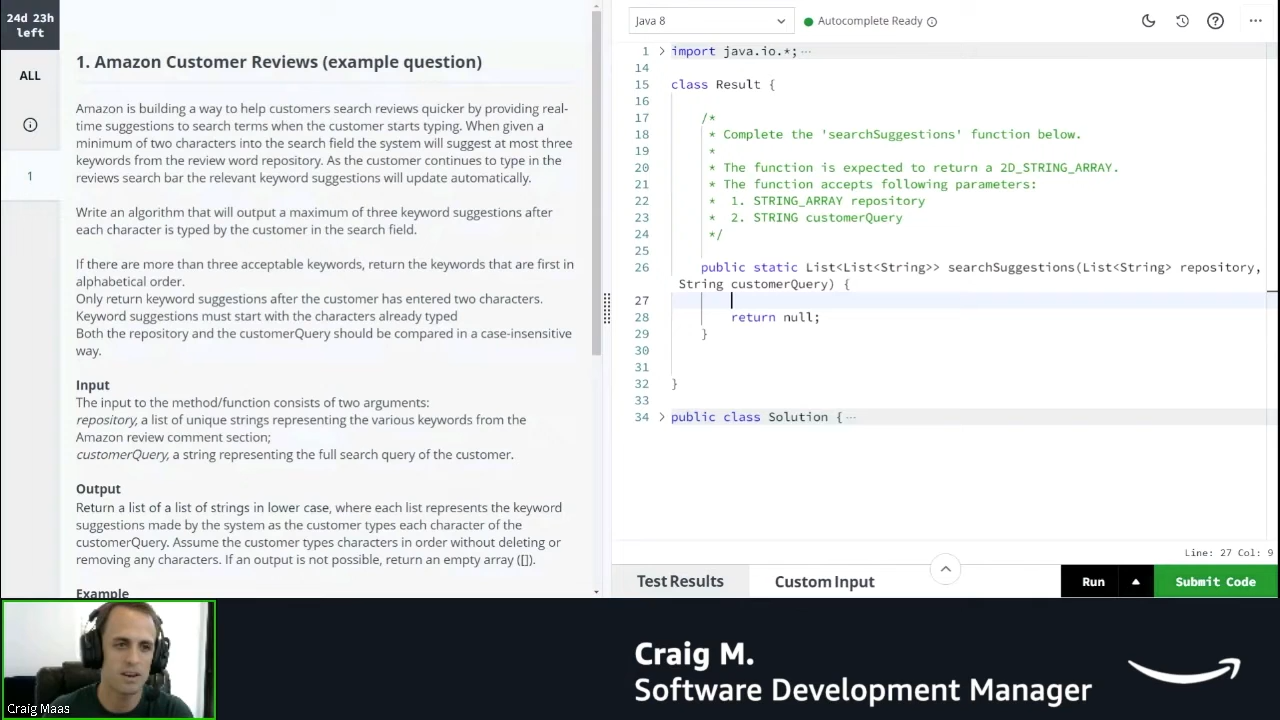 24d 23h
left
ALL
1
1. Amazon Customer Reviews (example question)
Amazon is building a way to help customers search reviews quicker by providing real-
time suggestions to search terms when the customer starts typing. When given a
minimum of two characters into the search field the system will suggest at most three
keywords from the review word repository. As the customer continues to type in the
reviews search bar the relevant keyword suggestions will update automatically.
Write an algorithm that will output a maximum of three keyword suggestions after
each character is typed by the customer in the search field.
If there are more than three acceptable keywords, return the keywords that are first in
alphabetical order.
Only return keyword suggestions after the customer has entered two characters.
Keyword suggestions must start with the characters already typed
Both the repository and the customerQuery should be compared in a case-insensitive
way.
Input
The input to the method/function consists of two arguments:
repository, a list of unique strings representing the various keywords from the
Amazon review comment section;
customerQuery, a string representing the full search query of the customer.
Output
Return a list of a list of strings in lower case, where each list represents the keyword
suggestions made by the system as the customer types each character of the
customerQuery. Assume the customer types characters in order without deleting or
removing any characters. If an output is not possible, return an empty array ([]).
Example
Java 8
Autocomplete Ready
1 import java.io.*;
14
15 class Result {
16
17 /*
18 * Complete the 'searchSuggestions' function below.
19 *
20 * The function is expected to return a 2D_STRING_ARRAY.
21 * The function accepts following parameters:
22 * 1. STRING_ARRAY repository
23 * 2. STRING customerQuery
24 */
25
26 public static List<List<String>> searchSuggestions(List<String> repository,
String customerQuery) {
27
28 return null;
29 }
30
31
32 }
33
34 public class Solution {
Line: 27 Col: 9
Test Results
Custom Input
Run
Submit Code
Craig Maas
Craig M.
Software Development Manager